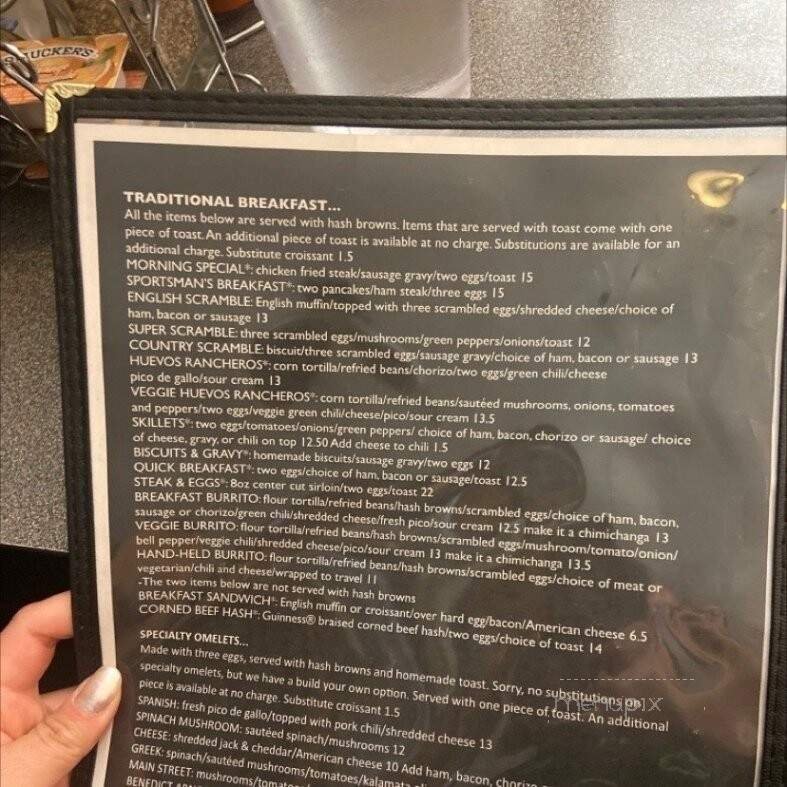 SMUCKER'S
TRADITIONAL BREAKFAST...
All the items below are served with hash browns. Items that are served with toast come with one
piece of toast. An additional piece of toast is available at no charge. Substitutions are available for an
additional charge. Substitute croissant 1.5
MORNING SPECIAL*: chicken fried steak/sausage gravy/two eggs/toast 15
SPORTSMAN'S BREAKFAST*: two pancakes/ham steak/three eggs 15
ENGLISH SCRAMBLE: English muffin/topped with three scrambled eggs/shredded cheese/choice of
ham, bacon or sausage 13
SUPER SCRAMBLE: three scrambled eggs/mushrooms/green peppers/onions/toast 12
COUNTRY SCRAMBLE: biscuit/three scrambled eggs/sausage gravy/choice of ham, bacon or sausage 13
HUEVOS RANCHEROS*: corn tortilla/refried beans/chorizo/two eggs/green chili/cheese
pico de gallo/sour cream 13
VEGGIE HUEVOS RANCHEROS*: corn tortilla/refried beans/sautéed mushrooms, onions, tomatoes
and peppers/two eggs/veggie green chili/cheese/pico/sour cream 13.5
SKILLETS*: two eggs/tomatoes/onions/green peppers/ choice of ham, bacon, chorizo or sausage/ choice
of cheese, gravy, or chili on top 12.50 Add cheese to chili 1.5
BISCUITS & GRAVY*: homemade biscuits/sausage gravy/two eggs 12
QUICK BREAKFAST*: two eggs/choice of ham, bacon or sausage/toast 12.5
STEAK & EGGS*: 8oz center cut sirloin/two eggs/toast 22
BREAKFAST BURRITO: flour tortilla/refried beans/hash browns/scrambled eggs/choice of ham, bacon,
sausage or chorizo/green chili/shredded cheese/fresh pico/sour cream 12.5 make it a chimichanga 13
VEGGIE BURRITO: flour tortilla/refried beans/hash browns/scrambled eggs/mushroom/tomato/onion/
bell pepper/veggie chili/shredded cheese/pico/sour cream 13 make it a chimichanga 13.5
HAND-HELD BURRITO: flour tortilla/refried beans/hash browns/scrambled eggs/choice of meat or
vegetarian/chili and cheese/wrapped to travel 11
-The two items below are not served with hash browns
BREAKFAST SANDWICH*: English muffin or croissant/over hard egg/bacon/American cheese 6.5
CORNED BEEF HASH*: Guinness® braised corned beef hash/two eggs/choice of toast 14
SPECIALTY OMELETS...
Made with three eggs, served with hash browns and homemade toast. Sorry, no substitutions on
specialty omelets, but we have a build your own option. Served with one piece of toast. An additional
piece is available at no charge. Substitute croissant 1.5
SPANISH: fresh pico de gallo/topped with pork chili/shredded cheese 13
SPINACH MUSHROOM: sautéed spinach/mushrooms 12
CHEESE: shredded jack & cheddar/American cheese 10 Add ham, bacon, chorizo
GREEK: spinach/sautéed mushrooms/tomatoes/kalamata
MAIN STREET: mushrooms/
BENEDICT
menupix